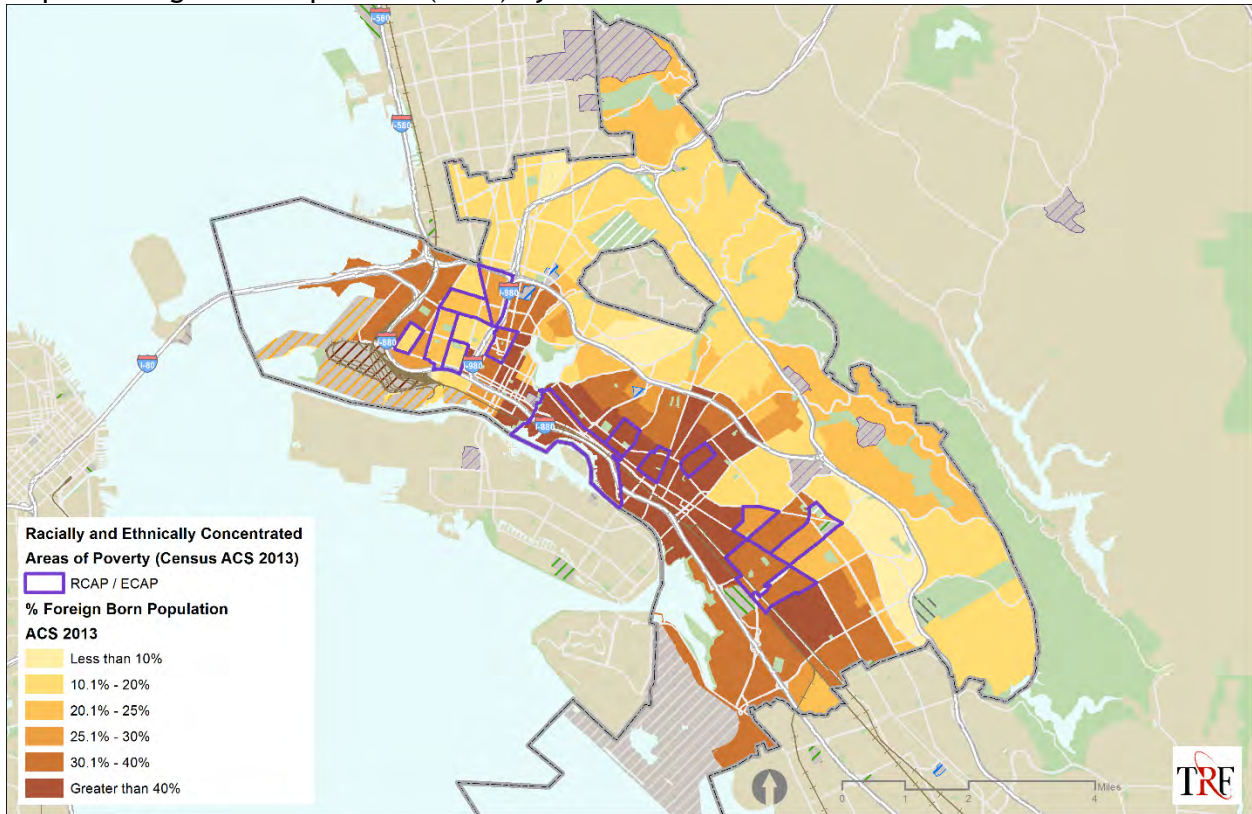 I-580
I-580
I-980
I-880
I-980
I-80
I-880
Racially and Ethnically Concentrated
Areas of Poverty (Census ACS 2013)
RCAP / ECAP
% Foreign Born Population
ACS 2013
Less than 10%
10.1% - 20%
20.1% - 25%
25.1% - 30%
30.1% - 40%
Greater than 40%
Miles
0 1 2 4
TRF